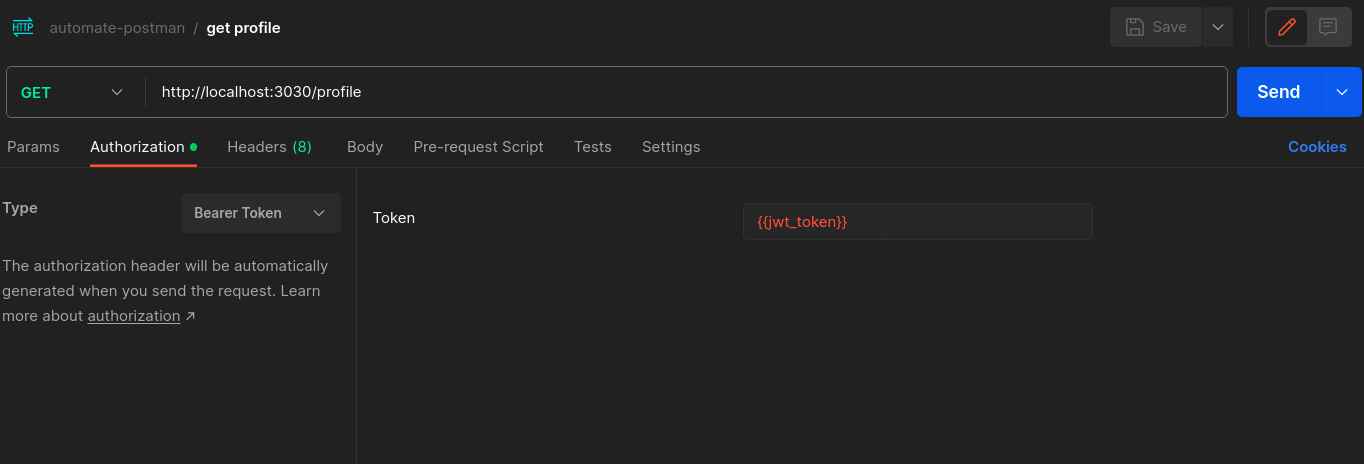 HTTP automate-postman / get profile Save
GET http://localhost:3030/profile Send
Params Authorization Headers (8) Body Pre-request Script Tests Settings Cookies
Type Bearer Token
Token {{jwt_token}}
The authorization header will be automatically
generated when you send the request. Learn
more about authorization ↗